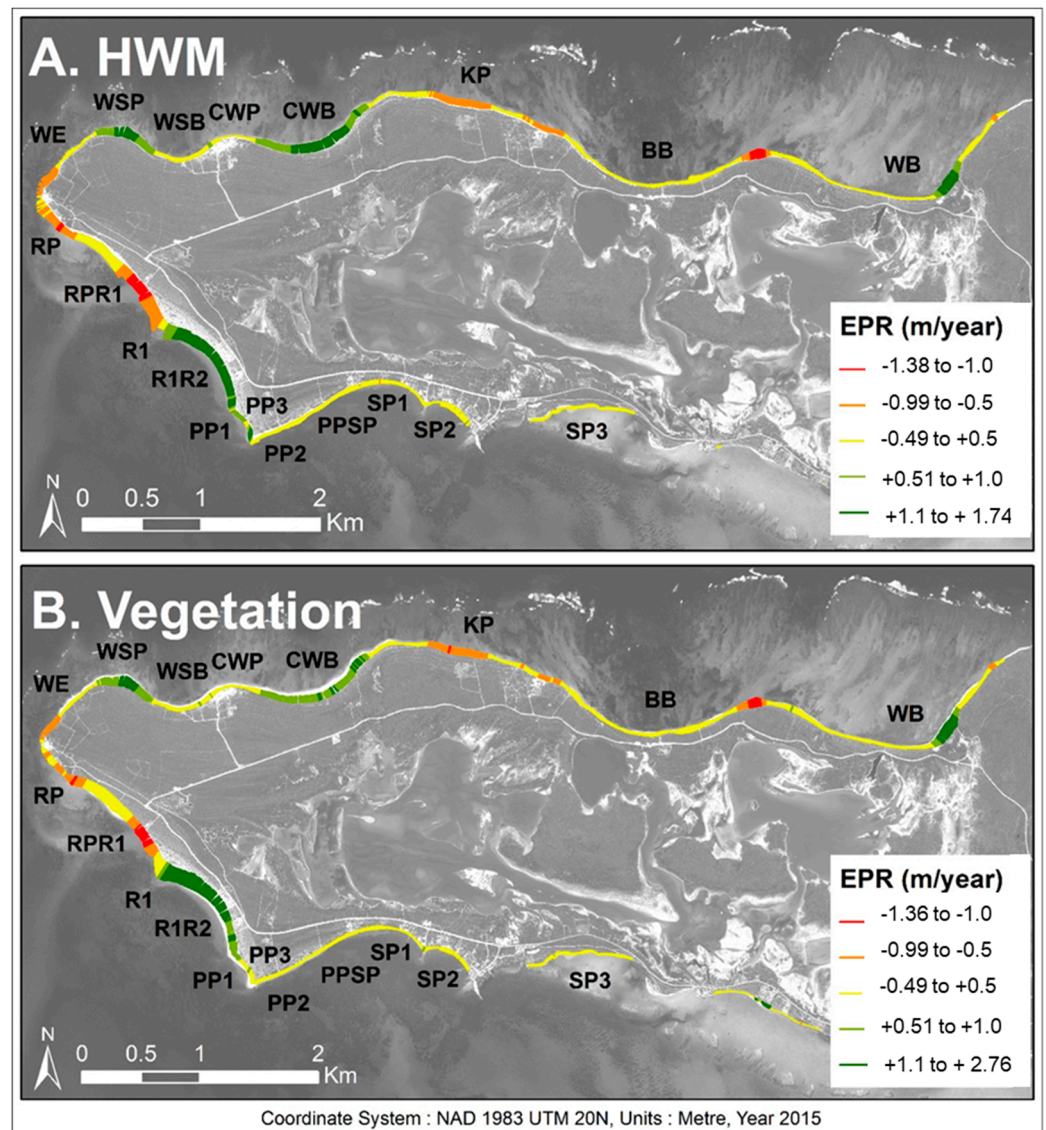 A. HWM
KP
WSP
CWP
CWB
WSB
WE
BB
WB
RP
RPR1
R1
R1R2
PP3
PP1
PP2
PPSP
SP1
SP2
SP3
EPR (m/year)
-1.38 to -1.0
-0.99 to -0.5
-0.49 to +0.5
+0.51 to +1.0
+1.1 to + 1.74
N
0 0.5 1 2
Km
B. Vegetation
KP
WSP
CWP
CWB
WSB
WE
BB
WB
RP
RPR1
R1
R1R2
PP3
PP1
PP2
PPSP
SP1
SP2
SP3
EPR (m/year)
-1.36 to -1.0
-0.99 to -0.5
-0.49 to +0.5
+0.51 to +1.0
+1.1 to + 2.76
N
0 0.5 1 2
Km
Coordinate System : NAD 1983 UTM 20N, Units : Metre, Year 2015